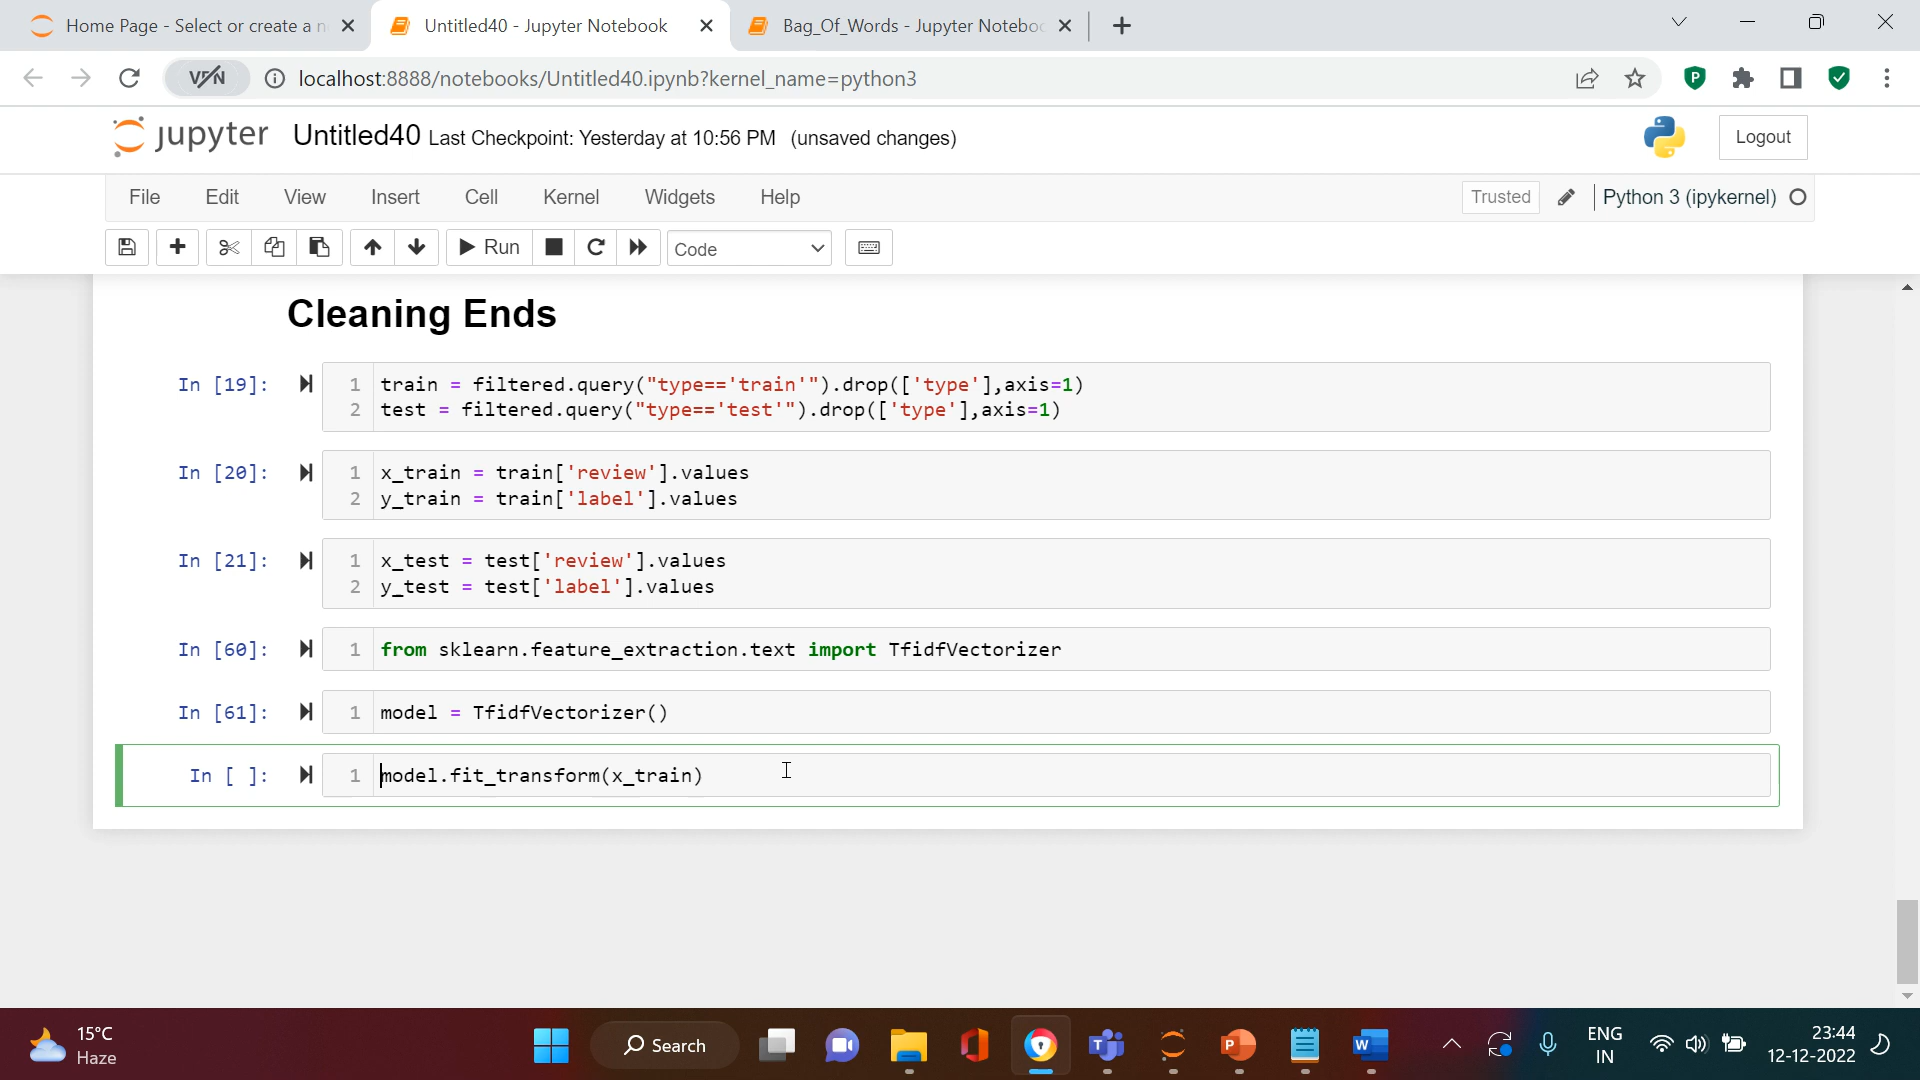 Home Page - Select or create a n
Untitled40 - Jupyter Notebook
Bag_Of_Words - Jupyter Noteboo
VPN
localhost:8888/notebooks/Untitled40.ipynb?kernel_name=python3
jupyter Untitled40 Last Checkpoint: Yesterday at 10:56 PM (unsaved changes)
Logout
File Edit View Insert Cell Kernel Widgets Help
Trusted Python 3 (ipykernel)
Run Code
Cleaning Ends
In [19]: 1 train = filtered.query("type=='train'").drop(['type'],axis=1)
2 test = filtered.query("type=='test'").drop(['type'],axis=1)
In [20]: 1 x_train = train['review'].values
2 y_train = train['label'].values
In [21]: 1 x_test = test['review'].values
2 y_test = test['label'].values
In [60]: 1 from sklearn.feature_extraction.text import TfidfVectorizer
In [61]: 1 model = TfidfVectorizer()
In [ ]: 1 model.fit_transform(x_train)
15°C
Haze
Search
ENG
IN
23:44
12-12-2022